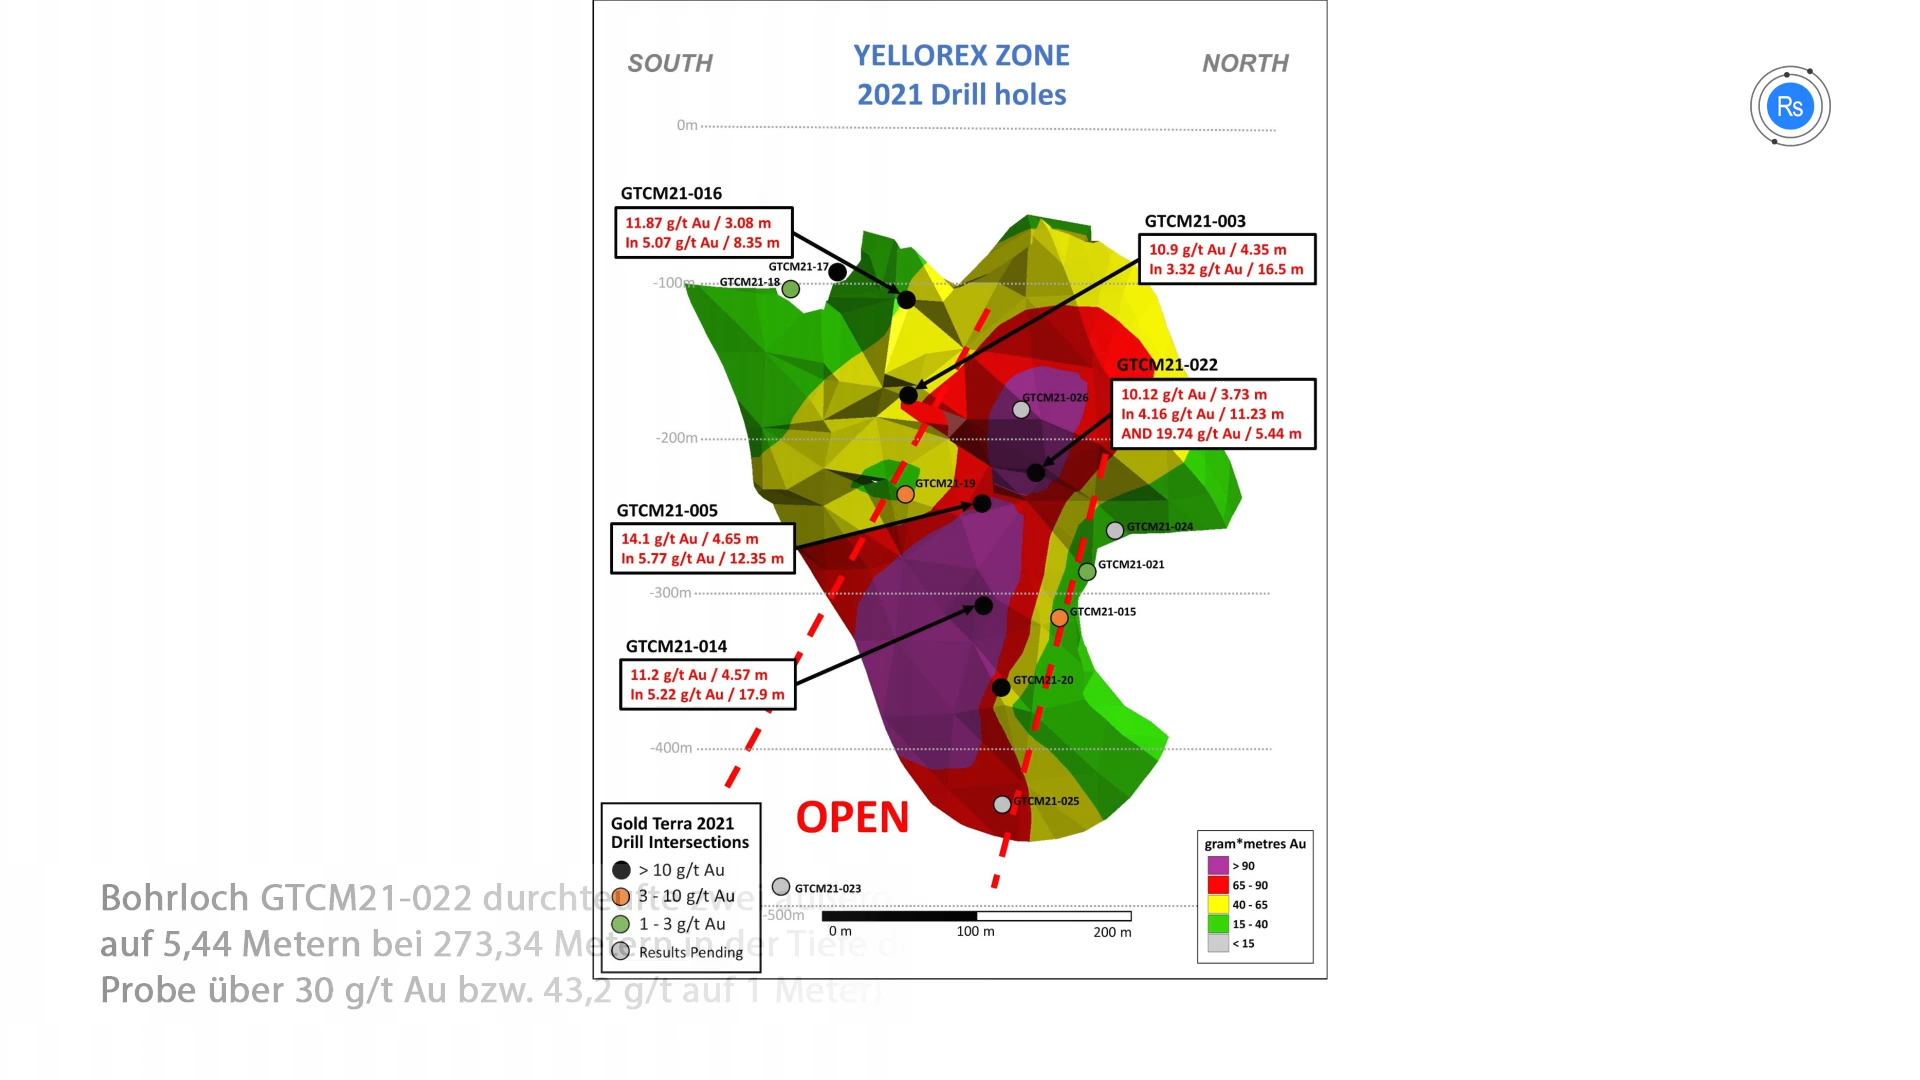 SOUTH
YELLOREX ZONE
2021 Drill holes
NORTH
Rs
0m
GTCM21-016
11.87 g/t Au / 3.08 m
In 5.07 g/t Au / 8.35 m
GTCM21-003
10.9 g/t Au / 4.35 m
In 3.32 g/t Au / 16.5 m
GTCM21-17
GTCM21-18
-100m
GTCM21-022
10.12 g/t Au / 3.73 m
In 4.16 g/t Au / 11.23 m
AND 19.74 g/t Au / 5.44 m
GTCM21-026
-200m
GTCM21-19
GTCM21-005
14.1 g/t Au / 4.65 m
In 5.77 g/t Au / 12.35 m
GTCM21-024
GTCM21-021
-300m
GTCM21-015
GTCM21-014
11.2 g/t Au / 4.57 m
In 5.22 g/t Au / 17.9 m
GTCM21-20
-400m
GTCM21-025
OPEN
Gold Terra 2021
Drill Intersections
> 10 g/t Au
3 - 10 g/t Au
1 - 3 g/t Au
Results Pending
GTCM21-023
-500m
0 m
100 m
200 m
gram*metres Au
> 90
65 - 90
40 - 65
15 - 40
< 15
Bohrloch GTCM21-022 durchteufte zwei
auf 5,44 Metern bei 273,34 Metern in der Tiefe
Probe über 30 g/t Au bzw. 43,2 g/t auf 1 Meter